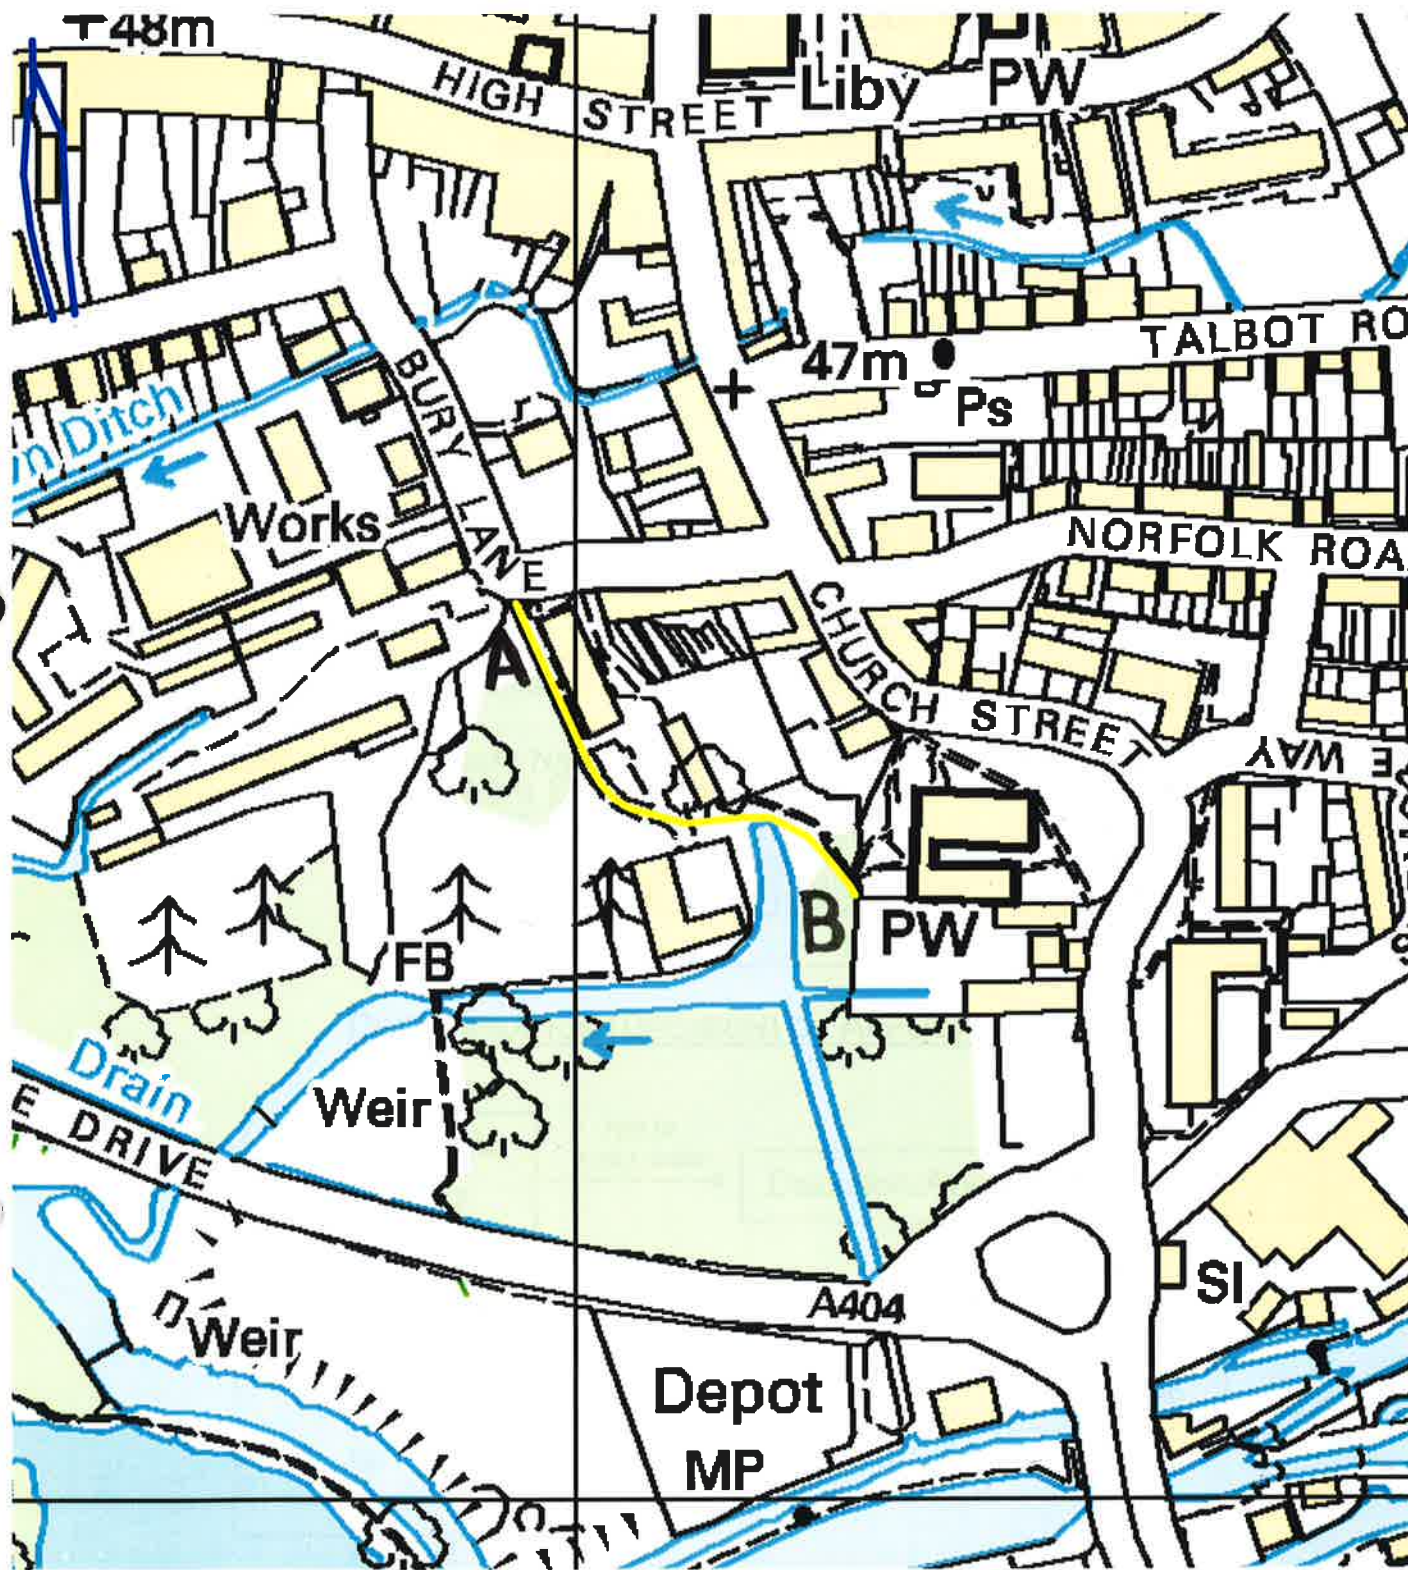 +48m
HIGH STREET
Liby
PW
TALBOT RO
47m
Ps
BURY LANE
n Ditch
Works
NORFOLK ROA
CHURCH STREET
E WAY
A
B
PW
FB
Drain
Weir
E DRIVE
A404
SI
Weir
Depot
MP